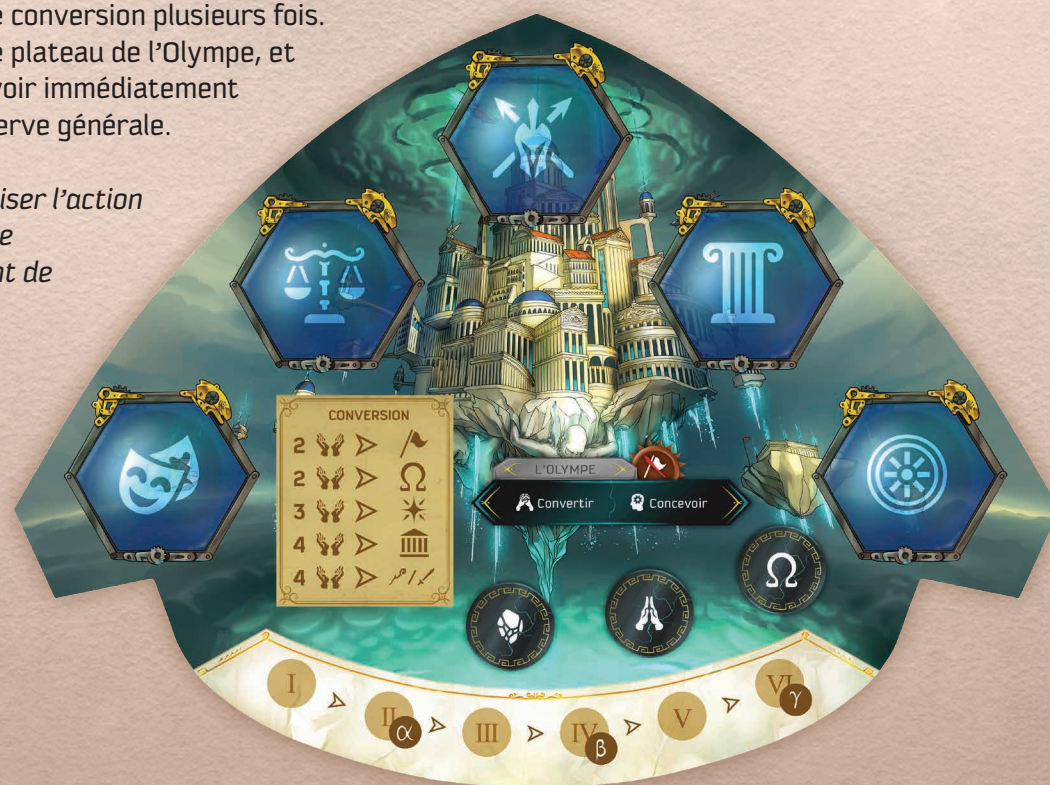 e conversion plusieurs fois.
e plateau de l’Olympe, et
voir immédiatement
erve générale.
iser l’action
e
nt de
CONVERSION
2
2 Ω
3
4
4 /
L’OLYMPE
Convertir Concevoir
Ω
I II α III IV β V VI γ